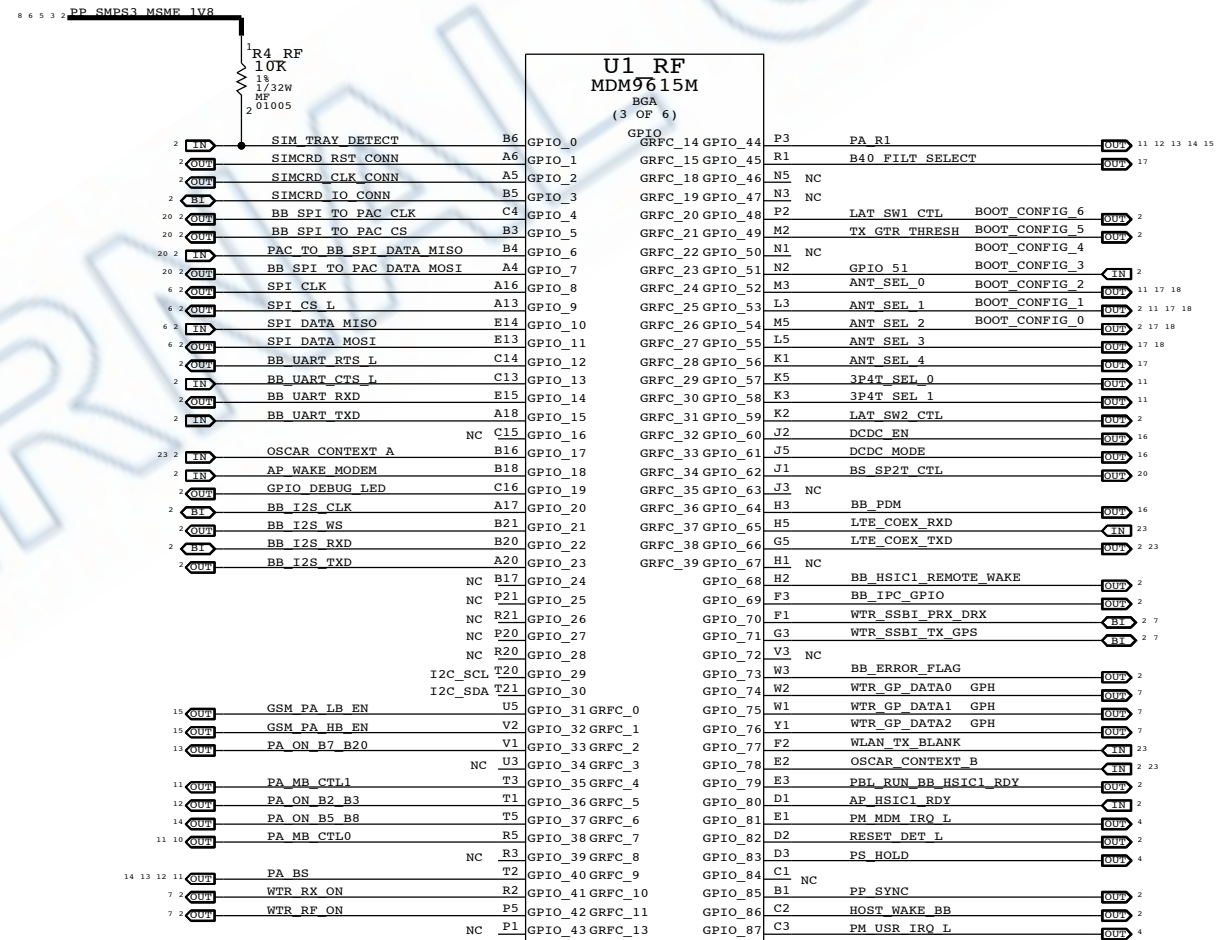 8 6 5 3 2 PP_SMPS3_MSME_1V8
1
R4_RF
10K
1%
1/32W
MF
01005
2
U1_RF
MDM9615M
BGA
(3 OF 6)
GPIO
2 IN SIM_TRAY_DETECT B6 GPIO_0 GRFC_14 GPIO_44 P3 PA_R1 OUT 11 12 13 14 15
2 OUT SIMCRD_RST_CONN A6 GPIO_1 GRFC_15 GPIO_45 R1 B40_FILT_SELECT OUT 17
2 OUT SIMCRD_CLK_CONN A5 GPIO_2 GRFC_18 GPIO_46 N5 NC
2 BI SIMCRD_IO_CONN B5 GPIO_3 GRFC_19 GPIO_47 N3 NC
20 2 OUT BB_SPI_TO_PAC_CLK C4 GPIO_4 GRFC_20 GPIO_48 P2 LAT_SW1_CTL BOOT_CONFIG_6 OUT 2
20 2 OUT BB_SPI_TO_PAC_CS B3 GPIO_5 GRFC_21 GPIO_49 M2 TX_GTR_THRESH BOOT_CONFIG_5 OUT 2
20 2 IN PAC_TO_BB_SPI_DATA_MISO B4 GPIO_6 GRFC_22 GPIO_50 N1 NC BOOT_CONFIG_4
20 2 OUT BB_SPI_TO_PAC_DATA_MOSI A4 GPIO_7 GRFC_23 GPIO_51 N2 GPIO_51 BOOT_CONFIG_3 IN 2
6 2 OUT SPI_CLK A16 GPIO_8 GRFC_24 GPIO_52 M3 ANT_SEL_0 BOOT_CONFIG_2 OUT 11 17 18
6 2 OUT SPI_CS_L A13 GPIO_9 GRFC_25 GPIO_53 L3 ANT_SEL_1 BOOT_CONFIG_1 OUT 2 11 17 18
6 2 IN SPI_DATA_MISO E14 GPIO_10 GRFC_26 GPIO_54 M5 ANT_SEL_2 BOOT_CONFIG_0 OUT 2 17 18
6 2 OUT SPI_DATA_MOSI E13 GPIO_11 GRFC_27 GPIO_55 L5 ANT_SEL_3 OUT 17 18
2 OUT BB_UART_RTS_L C14 GPIO_12 GRFC_28 GPIO_56 K1 ANT_SEL_4 OUT 17
2 IN BB_UART_CTS_L C13 GPIO_13 GRFC_29 GPIO_57 K5 3P4T_SEL_0 OUT 11
2 OUT BB_UART_RXD E15 GPIO_14 GRFC_30 GPIO_58 K3 3P4T_SEL_1 OUT 11
2 IN BB_UART_TXD A18 GPIO_15 GRFC_31 GPIO_59 K2 LAT_SW2_CTL OUT 2
NC C15 GPIO_16 GRFC_32 GPIO_60 J2 DCDC_EN OUT 16
23 2 IN OSCAR_CONTEXT_A B16 GPIO_17 GRFC_33 GPIO_61 J5 DCDC_MODE OUT 16
2 IN AP_WAKE_MODEM B18 GPIO_18 GRFC_34 GPIO_62 J1 BS_SP2T_CTL OUT 20
2 OUT GPIO_DEBUG_LED C16 GPIO_19 GRFC_35 GPIO_63 J3 NC
2 BI BB_I2S_CLK A17 GPIO_20 GRFC_36 GPIO_64 H3 BB_PDM OUT 16
2 OUT BB_I2S_WS B21 GPIO_21 GRFC_37 GPIO_65 H5 LTE_COEX_RXD IN 23
2 BI BB_I2S_RXD B20 GPIO_22 GRFC_38 GPIO_66 G5 LTE_COEX_TXD OUT 2 23
2 OUT BB_I2S_TXD A20 GPIO_23 GRFC_39 GPIO_67 H1 NC
NC B17 GPIO_24 GPIO_68 H2 BB_HSIC1_REMOTE_WAKE OUT 2
NC P21 GPIO_25 GPIO_69 F3 BB_IPC_GPIO OUT 2
NC R21 GPIO_26 GPIO_70 F1 WTR_SSBI_PRX_DRX BI 2 7
NC P20 GPIO_27 GPIO_71 G3 WTR_SSBI_TX_GPS BI 2 7
NC R20 GPIO_28 GPIO_72 V3 NC
I2C_SCL T20 GPIO_29 GPIO_73 W3 BB_ERROR_FLAG OUT 2
I2C_SDA T21 GPIO_30 GPIO_74 W2 WTR_GP_DATA0 GPH OUT 7
15 OUT GSM_PA_LB_EN U5 GPIO_31 GRFC_0 GPIO_75 W1 WTR_GP_DATA1 GPH OUT 7
15 OUT GSM_PA_HB_EN V2 GPIO_32 GRFC_1 GPIO_76 Y1 WTR_GP_DATA2 GPH OUT 7
13 OUT PA_ON_B7_B20 V1 GPIO_33 GRFC_2 GPIO_77 F2 WLAN_TX_BLANK IN 23
NC U3 GPIO_34 GRFC_3 GPIO_78 E2 OSCAR_CONTEXT_B IN 2 23
11 OUT PA_MB_CTL1 T3 GPIO_35 GRFC_4 GPIO_79 E3 PBL_RUN_BB_HSIC1_RDY OUT 2
12 OUT PA_ON_B2_B3 T1 GPIO_36 GRFC_5 GPIO_80 D1 AP_HSIC1_RDY IN 2
14 OUT PA_ON_B5_B8 T5 GPIO_37 GRFC_6 GPIO_81 E1 PM_MDM_IRQ_L OUT 4
11 10 OUT PA_MB_CTL0 R5 GPIO_38 GRFC_7 GPIO_82 D2 RESET_DET_L OUT 2
NC R3 GPIO_39 GRFC_8 GPIO_83 D3 PS_HOLD OUT 4
14 13 12 11 OUT PA_BS T2 GPIO_40 GRFC_9 GPIO_84 C1 NC
7 2 OUT WTR_RX_ON R2 GPIO_41 GRFC_10 GPIO_85 B1 PP_SYNC OUT 2
7 2 OUT WTR_RF_ON P5 GPIO_42 GRFC_11 GPIO_86 C2 HOST_WAKE_BB OUT 2
NC P1 GPIO_43 GRFC_13 GPIO_87 C3 PM_USR_IRQ_L OUT 4